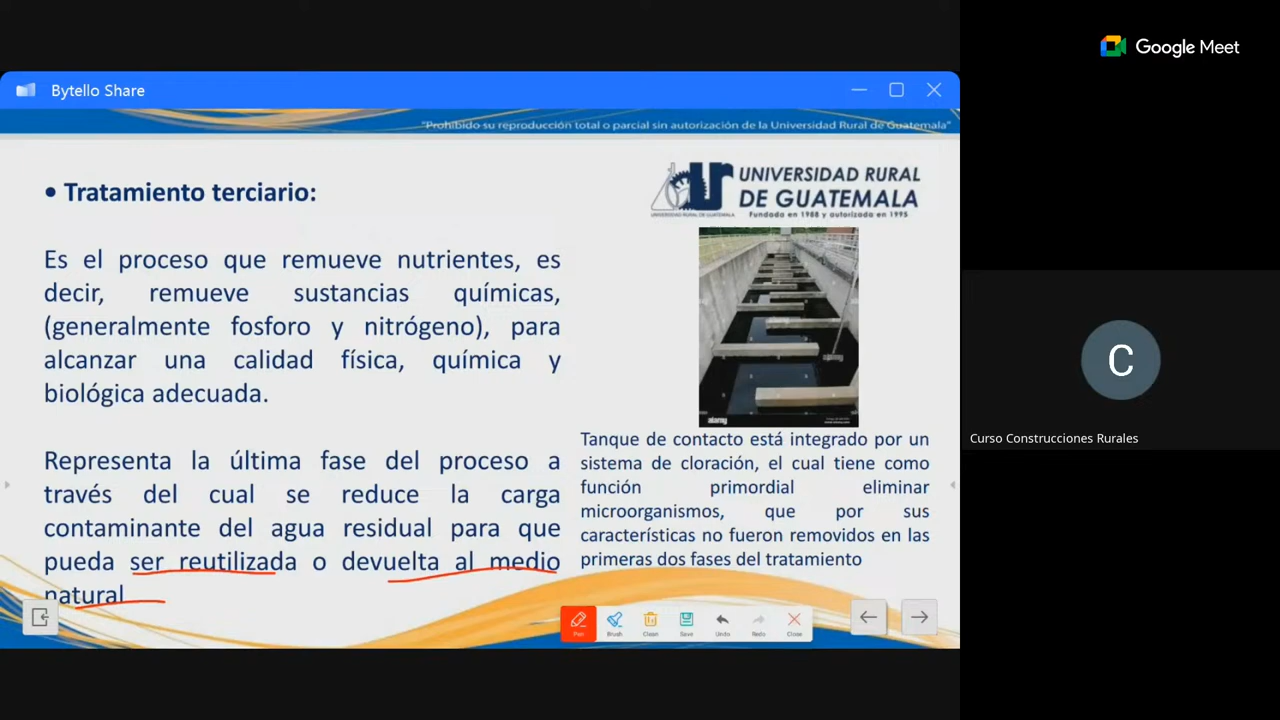 Google Meet
Bytello Share
"Prohibido su reproducción total o parcial sin autorización de la Universidad Rural de Guatemala"
• Tratamiento terciario:
UNIVERSIDAD RURAL
DE GUATEMALA
UNIVERSIDAD RURAL DE GUATEMALA
Fundada en 1988 y autorizada en 1995
Es el proceso que remueve nutrientes, es
decir, remueve sustancias químicas,
(generalmente fosforo y nitrógeno), para
alcanzar una calidad física, química y
biológica adecuada.
Representa la última fase del proceso a
través del cual se reduce la carga
contaminante del agua residual para que
pueda ser reutilizada o devuelta al medio
natural
alamy
alamy
Tanque de contacto está integrado por un
sistema de cloración, el cual tiene como
función primordial eliminar
microorganismos, que por sus
características no fueron removidos en las
primeras dos fases del tratamiento
Pen Brush Clean Save Undo Redo Close
C
Curso Construcciones Rurales